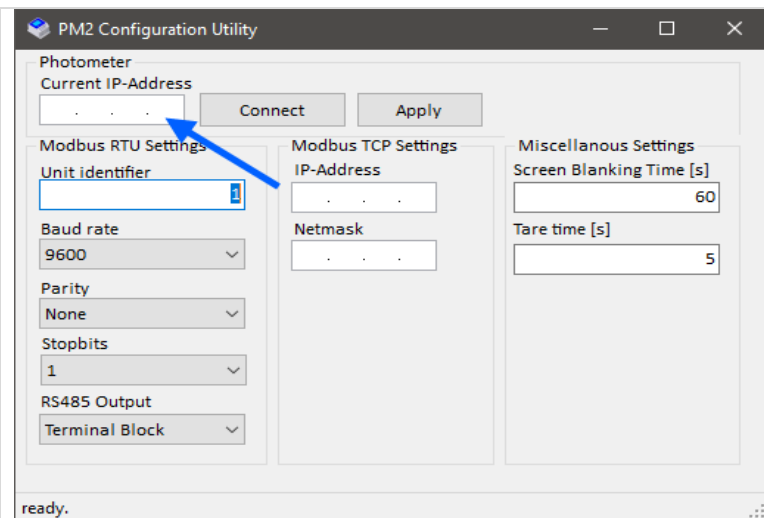 PM2 Configuration Utility
Photometer
Current IP-Address
. . .
Connect
Apply
Modbus RTU Settings
Unit identifier
1
Baud rate
9600
Parity
None
Stopbits
1
RS485 Output
Terminal Block
Modbus TCP Settings
IP-Address
. . .
Netmask
. . .
Miscellanous Settings
Screen Blanking Time [s]
60
Tare time [s]
5
ready.